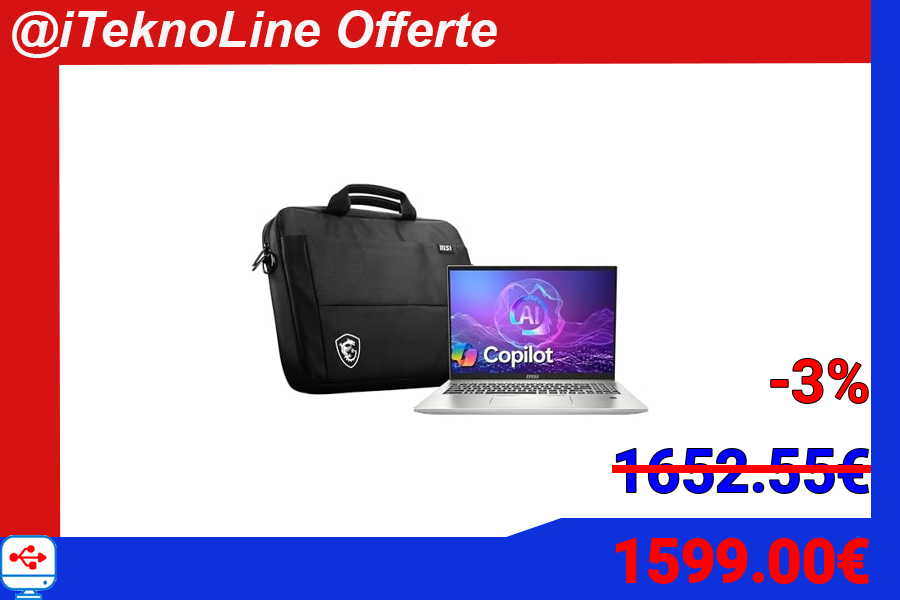 @iTeknoLine Offerte
msi
AI
Copilot
msi
-3%
1652.55€
1599.00€